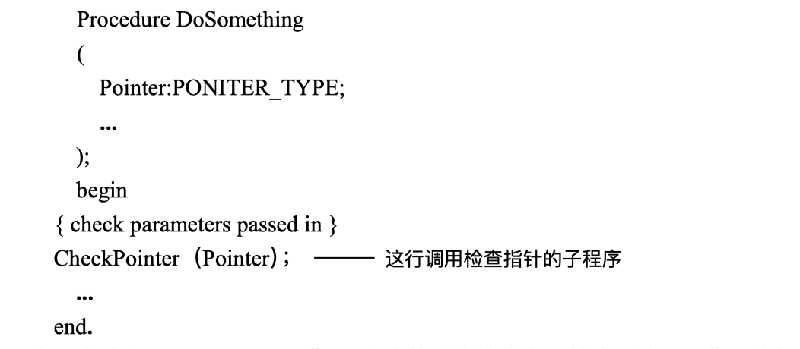 Procedure DoSomething
(
Pointer:PONITER_TYPE;
...
);
begin
{ check parameters passed in }
CheckPointer（Pointer）; —— 这行调用检查指针的子程序
...
end.